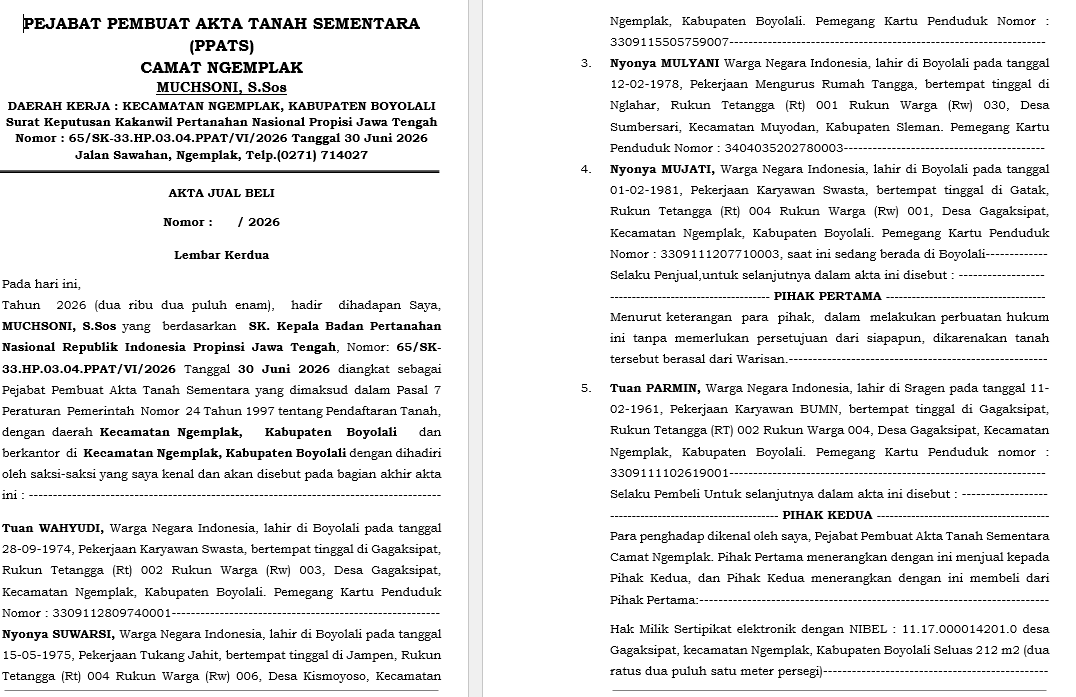 PEJABAT PEMBUAT AKTA TANAH SEMENTARA
(PPATS)
CAMAT NGEMPLAK
MUCHSONI, S.Sos
DAERAH KERJA : KECAMATAN NGEMPLAK, KABUPATEN BOYOLALI
Surat Keputusan Kakanwil Pertanahan Nasional Propisi Jawa Tengah
Nomor : 65/SK-33.HP.03.04.PPAT/VI/2026 Tanggal 30 Juni 2026
Jalan Sawahan, Ngemplak, Telp.(0271) 714027
AKTA JUAL BELI
Nomor :      / 2026
Lembar Kerdua
Pada hari ini,
Tahun 2026 (dua ribu dua puluh enam), hadir dihadapan Saya,
MUCHSONI, S.Sos yang berdasarkan SK. Kepala Badan Pertanahan
Nasional Republik Indonesia Propinsi Jawa Tengah, Nomor: 65/SK-
33.HP.03.04.PPAT/VI/2026 Tanggal 30 Juni 2026 diangkat sebagai
Pejabat Pembuat Akta Tanah Sementara yang dimaksud dalam Pasal 7
Peraturan Pemerintah Nomor 24 Tahun 1997 tentang Pendaftaran Tanah,
dengan daerah Kecamatan Ngemplak, Kabupaten Boyolali dan
berkantor di Kecamatan Ngemplak, Kabupaten Boyolali dengan dihadiri
oleh saksi-saksi yang saya kenal dan akan disebut pada bagian akhir akta
ini : ---------------------------------------------------------------------
Tuan WAHYUDI, Warga Negara Indonesia, lahir di Boyolali pada tanggal
28-09-1974, Pekerjaan Karyawan Swasta, bertempat tinggal di Gagaksipat,
Rukun Tetangga (Rt) 002 Rukun Warga (Rw) 003, Desa Gagaksipat,
Kecamatan Ngemplak, Kabupaten Boyolali. Pemegang Kartu Penduduk
Nomor : 3309112809740001---------------------------------------------
Nyonya SUWARSI, Warga Negara Indonesia, lahir di Boyolali pada tanggal
15-05-1975, Pekerjaan Tukang Jahit, bertempat tinggal di Jampen, Rukun
Tetangga (Rt) 004 Rukun Warga (Rw) 006, Desa Kismoyoso, Kecamatan
Ngemplak, Kabupaten Boyolali. Pemegang Kartu Penduduk Nomor :
3309115505759007-----------------------------------------------------
3. Nyonya MULYANI Warga Negara Indonesia, lahir di Boyolali pada tanggal
12-02-1978, Pekerjaan Mengurus Rumah Tangga, bertempat tinggal di
Nglahar, Rukun Tetangga (Rt) 001 Rukun Warga (Rw) 030, Desa
Sumbersari, Kecamatan Muyodan, Kabupaten Sleman. Pemegang Kartu
Penduduk Nomor : 3404035202780003----------------------------------
4. Nyonya MUJATI, Warga Negara Indonesia, lahir di Boyolali pada tanggal
01-02-1981, Pekerjaan Karyawan Swasta, bertempat tinggal di Gatak,
Rukun Tetangga (Rt) 004 Rukun Warga (Rw) 001, Desa Gagaksipat,
Kecamatan Ngemplak, Kabupaten Boyolali. Pemegang Kartu Penduduk
Nomor : 3309111207710003, saat ini sedang berada di Boyolali-------------
Selaku Penjual,untuk selanjutnya dalam akta ini disebut : ------------------
----------------------------------- PIHAK PERTAMA -----------------------------------
Menurut keterangan para pihak, dalam melakukan perbuatan hukum
ini tanpa memerlukan persetujuan dari siapapun, dikarenakan tanah
tersebut berasal dari Warisan.-------------------------------------------
5. Tuan PARMIN, Warga Negara Indonesia, lahir di Sragen pada tanggal 11-
02-1961, Pekerjaan Karyawan BUMN, bertempat tinggal di Gagaksipat,
Rukun Tetangga (RT) 002 Rukun Warga 004, Desa Gagaksipat, Kecamatan
Ngemplak, Kabupaten Boyolali. Pemegang Kartu Penduduk nomor :
3309111102619001-----------------------------------------------------
Selaku Pembeli Untuk selanjutnya dalam akta ini disebut : ------------------
------------------------------------- PIHAK KEDUA -------------------------------------
Para penghadap dikenal oleh saya, Pejabat Pembuat Akta Tanah Sementara
Camat Ngemplak. Pihak Pertama menerangkan dengan ini menjual kepada
Pihak Kedua, dan Pihak Kedua menerangkan dengan ini membeli dari
Pihak Pertama:----------------------------------------------------------
Hak Milik Sertipikat elektronik dengan NIBEL : 11.17.000014201.0 desa
Gagaksipat, kecamatan Ngemplak, Kabupaten Boyolali Seluas 212 m2 (dua
ratus dua puluh satu meter persegi)--------------------------------------